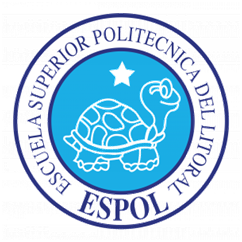 ESCUELA SUPERIOR POLITECNICA DEL LITORAL
ESPOL